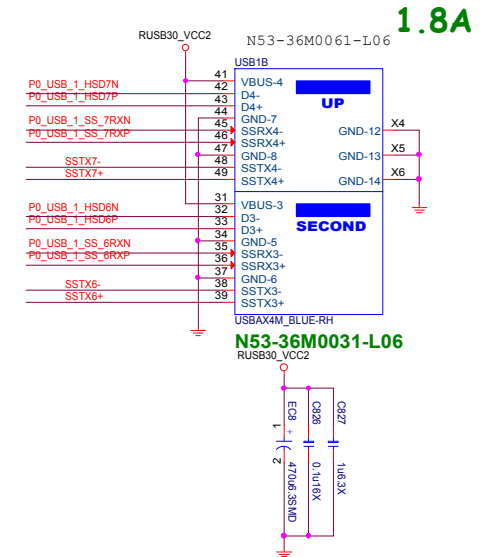 1.8A
RUSB30_VCC2
N53-36M0061-L06
USB1B
41 VBUS-4
P0_USB_1_HSD7N 42 D4-
P0_USB_1_HSD7P 43 D4+
44 GND-7
P0_USB_1_SS_7RXN 45 SSRX4-
P0_USB_1_SS_7RXP 46 SSRX4+
47 GND-8
SSTX7- 48 SSTX4-
SSTX7+ 49 SSTX4+
UP
GND-12 X4
GND-13 X5
GND-14 X6
31 VBUS-3
P0_USB_1_HSD6N 32 D3-
P0_USB_1_HSD6P 33 D3+
34 GND-5
P0_USB_1_SS_6RXN 35 SSRX3-
P0_USB_1_SS_6RXP 36 SSRX3+
37 GND-6
SSTX6- 38 SSTX3-
SSTX6+ 39 SSTX3+
SECOND
USBAX4M_BLUE-RH
N53-36M0031-L06
RUSB30_VCC2
EC8
1
+
2
470u6.3SMD
C826
0.1u16X
C827
1u6.3X